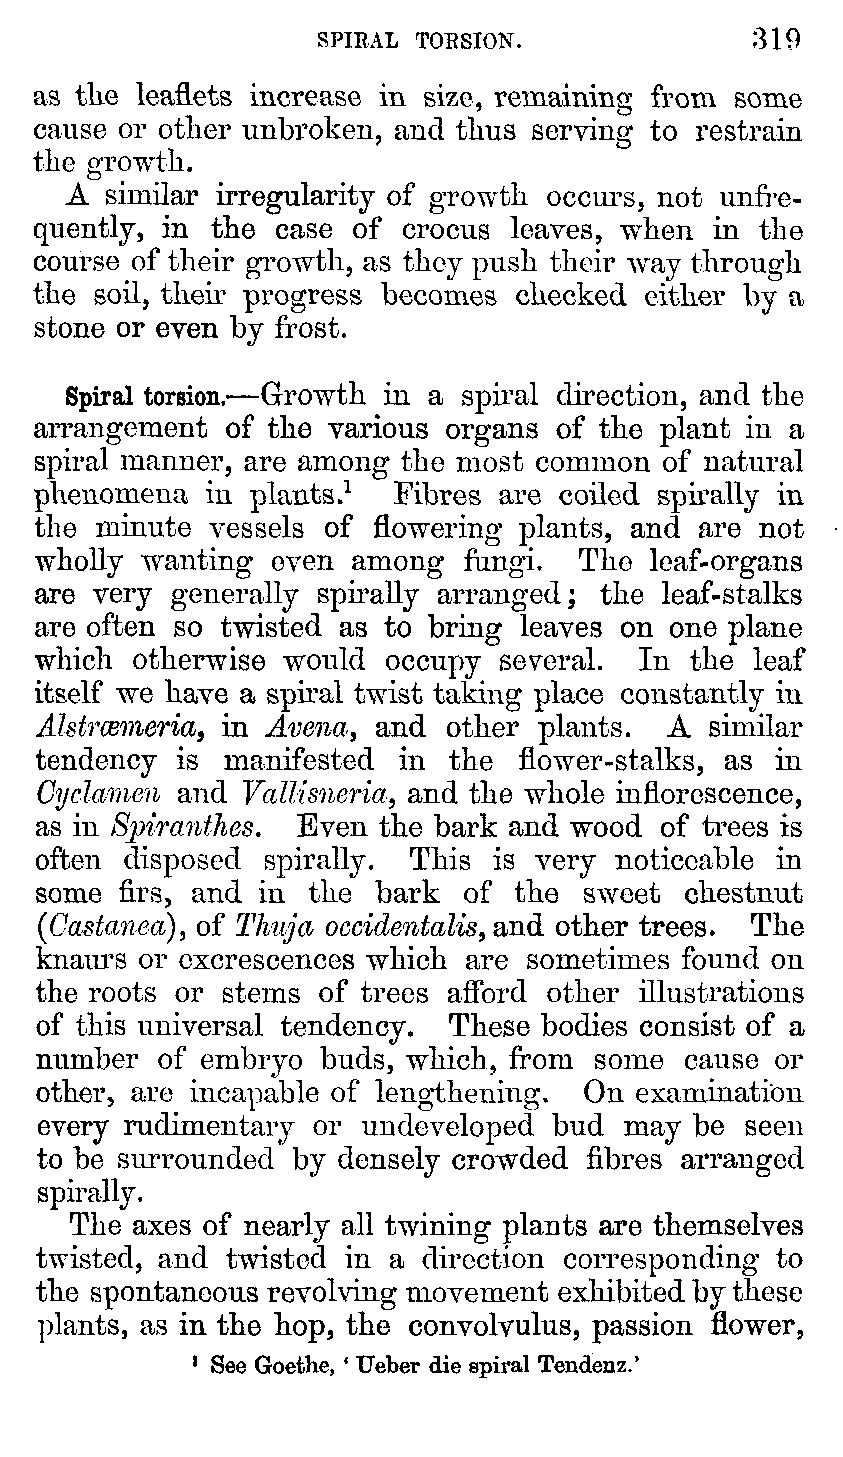 SPIRAL TORSION. 319
as the leaflets increase in size, remaining from some
cause or other unbroken, and thus serving to restrain
the growth.
A similar irregularity of growth occurs, not unfre-
quently, in the case of crocus leaves, when in the
course of their growth, as they push their way through
the soil, their progress becomes checked either by a
stone or even by frost.
Spiral torsion.—Growth in a spiral direction, and the
arrangement of the various organs of the plant in a
spiral manner, are among the most common of natural
phenomena in plants.¹ Fibres are coiled spirally in
the minute vessels of flowering plants, and are not
wholly wanting even among fungi. The leaf-organs
are very generally spirally arranged; the leaf-stalks
are often so twisted as to bring leaves on one plane
which otherwise would occupy several. In the leaf
itself we have a spiral twist taking place constantly in
Alstrœmeria, in Avena, and other plants. A similar
tendency is manifested in the flower-stalks, as in
Cyclamen and Vallisneria, and the whole inflorescence,
as in Spiranthes. Even the bark and wood of trees is
often disposed spirally. This is very noticeable in
some firs, and in the bark of the sweet chestnut
(Castanea), of Thuja occidentalis, and other trees. The
knaurs or excrescences which are sometimes found on
the roots or stems of trees afford other illustrations
of this universal tendency. These bodies consist of a
number of embryo buds, which, from some cause or
other, are incapable of lengthening. On examination
every rudimentary or undeveloped bud may be seen
to be surrounded by densely crowded fibres arranged
spirally.
The axes of nearly all twining plants are themselves
twisted, and twisted in a direction corresponding to
the spontaneous revolving movement exhibited by these
plants, as in the hop, the convolvulus, passion flower,
¹ See Goethe, ‘ Ueber die spiral Tendenz.’